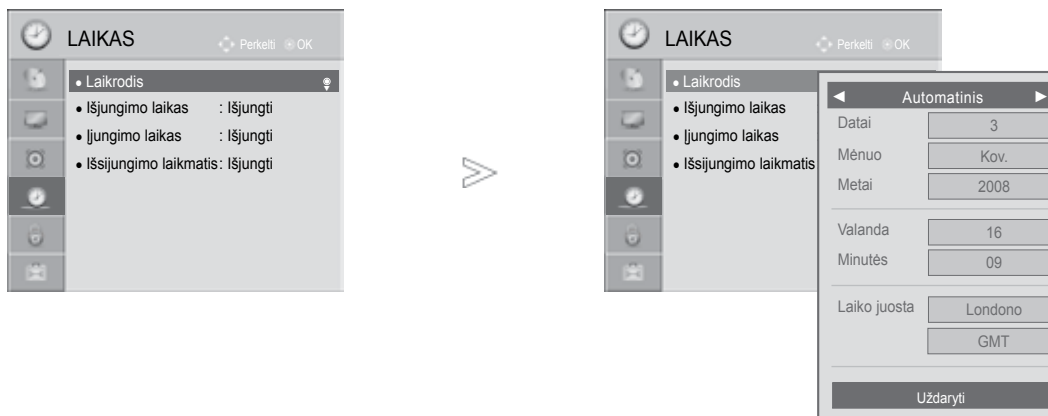 LAIKAS
Perkelti OK
• Laikrodis
• Išjungimo laikas : Išjungti
• Įjungimo laikas : Išjungti
• Išsijungimo laikmatis : Išjungti
LAIKAS
Perkelti OK
• Laikrodis
• Išjungimo laikas
• Įjungimo laikas
• Išsijungimo laikmatis
◄ Automatinis ►
Datai 3
Mėnuo Kov.
Metai 2008
Valanda 16
Minutės 09
Laiko juosta Londono
GMT
Uždaryti